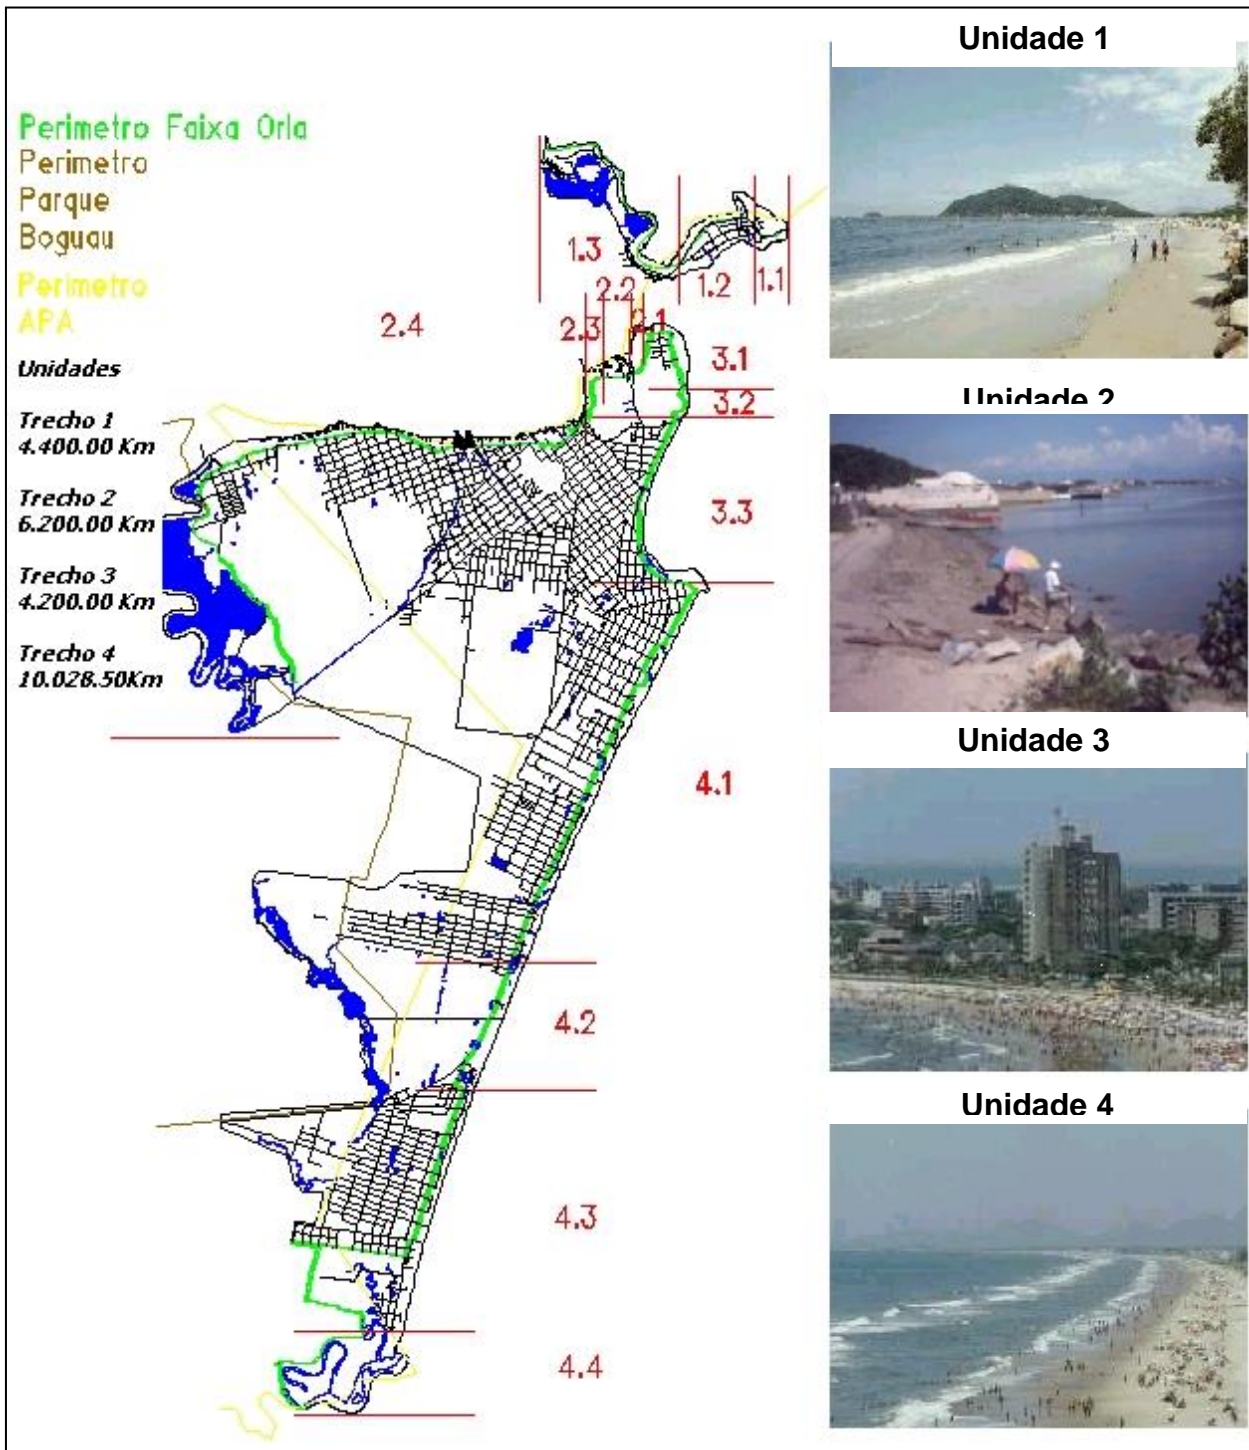 Perimetro Faixa Orla
Perimetro
Parque
Boguau
Perimetro
APA
Unidades
Trecho 1
4.400.00 Km
Trecho 2
6.200.00 Km
Trecho 3
4.200.00 Km
Trecho 4
10.028.50Km
1.3
1.2
1.1
2.2
2.1
2.3
2.4
3.1
3.2
3.3
4.1
4.2
4.3
4.4
Unidade 1
Unidade 2
Unidade 3
Unidade 4